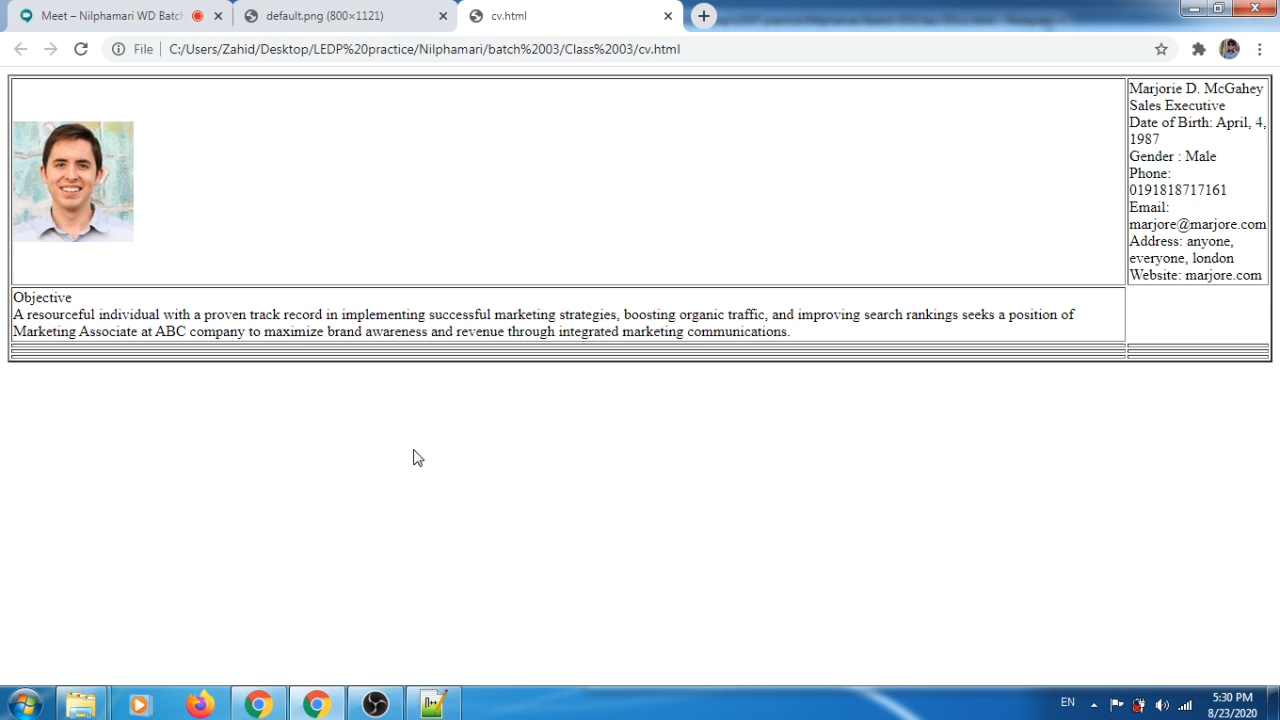 Meet – Nilphamari WD Batch
default.png (800×1121)
cv.html
File
C:/Users/Zahid/Desktop/LEDP%20practice/Nilphamari/batch%2003/Class%2003/cv.html
Marjorie D. McGahey
Sales Executive
Date of Birth: April, 4,
1987
Gender : Male
Phone:
0191818717161
Email:
marjore@marjore.com
Address: anyone,
everyone, london
Website: marjore.com
Objective
A resourceful individual with a proven track record in implementing successful marketing strategies, boosting organic traffic, and improving search rankings seeks a position of
Marketing Associate at ABC company to maximize brand awareness and revenue through integrated marketing communications.
EN
5:30 PM
8/23/2020